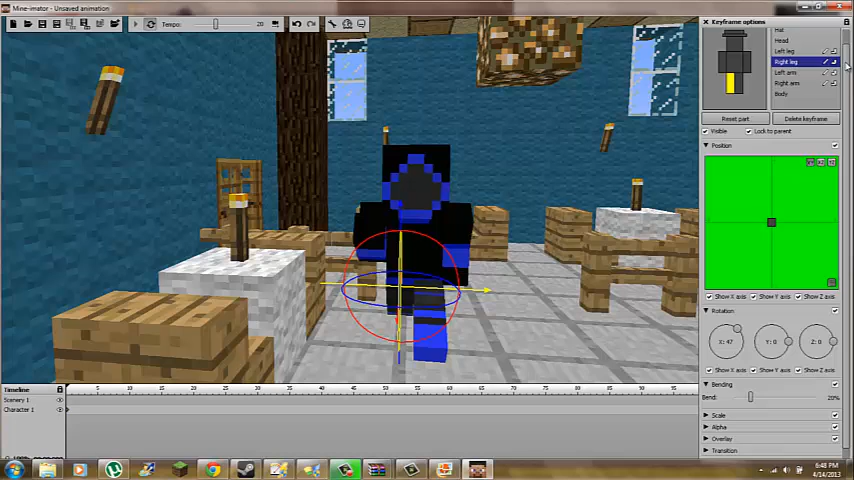 Mine-imator - Unsaved animation
Tempo: 20
Keyframe options
Hat
Head
Left leg
Right leg
Left arm
Right arm
Body
Reset part
Delete keyframe
Visible
Lock to parent
Position
Show X axis Show Y axis Show Z axis
Rotation
X: 47 Y: 0 Z: 0
Show X axis Show Y axis Show Z axis
Bending
Bend: 20%
Scale
Alpha
Overlay
Transition
Timeline
5 10 15 20 25 30 35 40 45 50 55 60 65 70 75 80 85 90 95
Scenery 1
Character 1
6:48 PM
4/14/2013